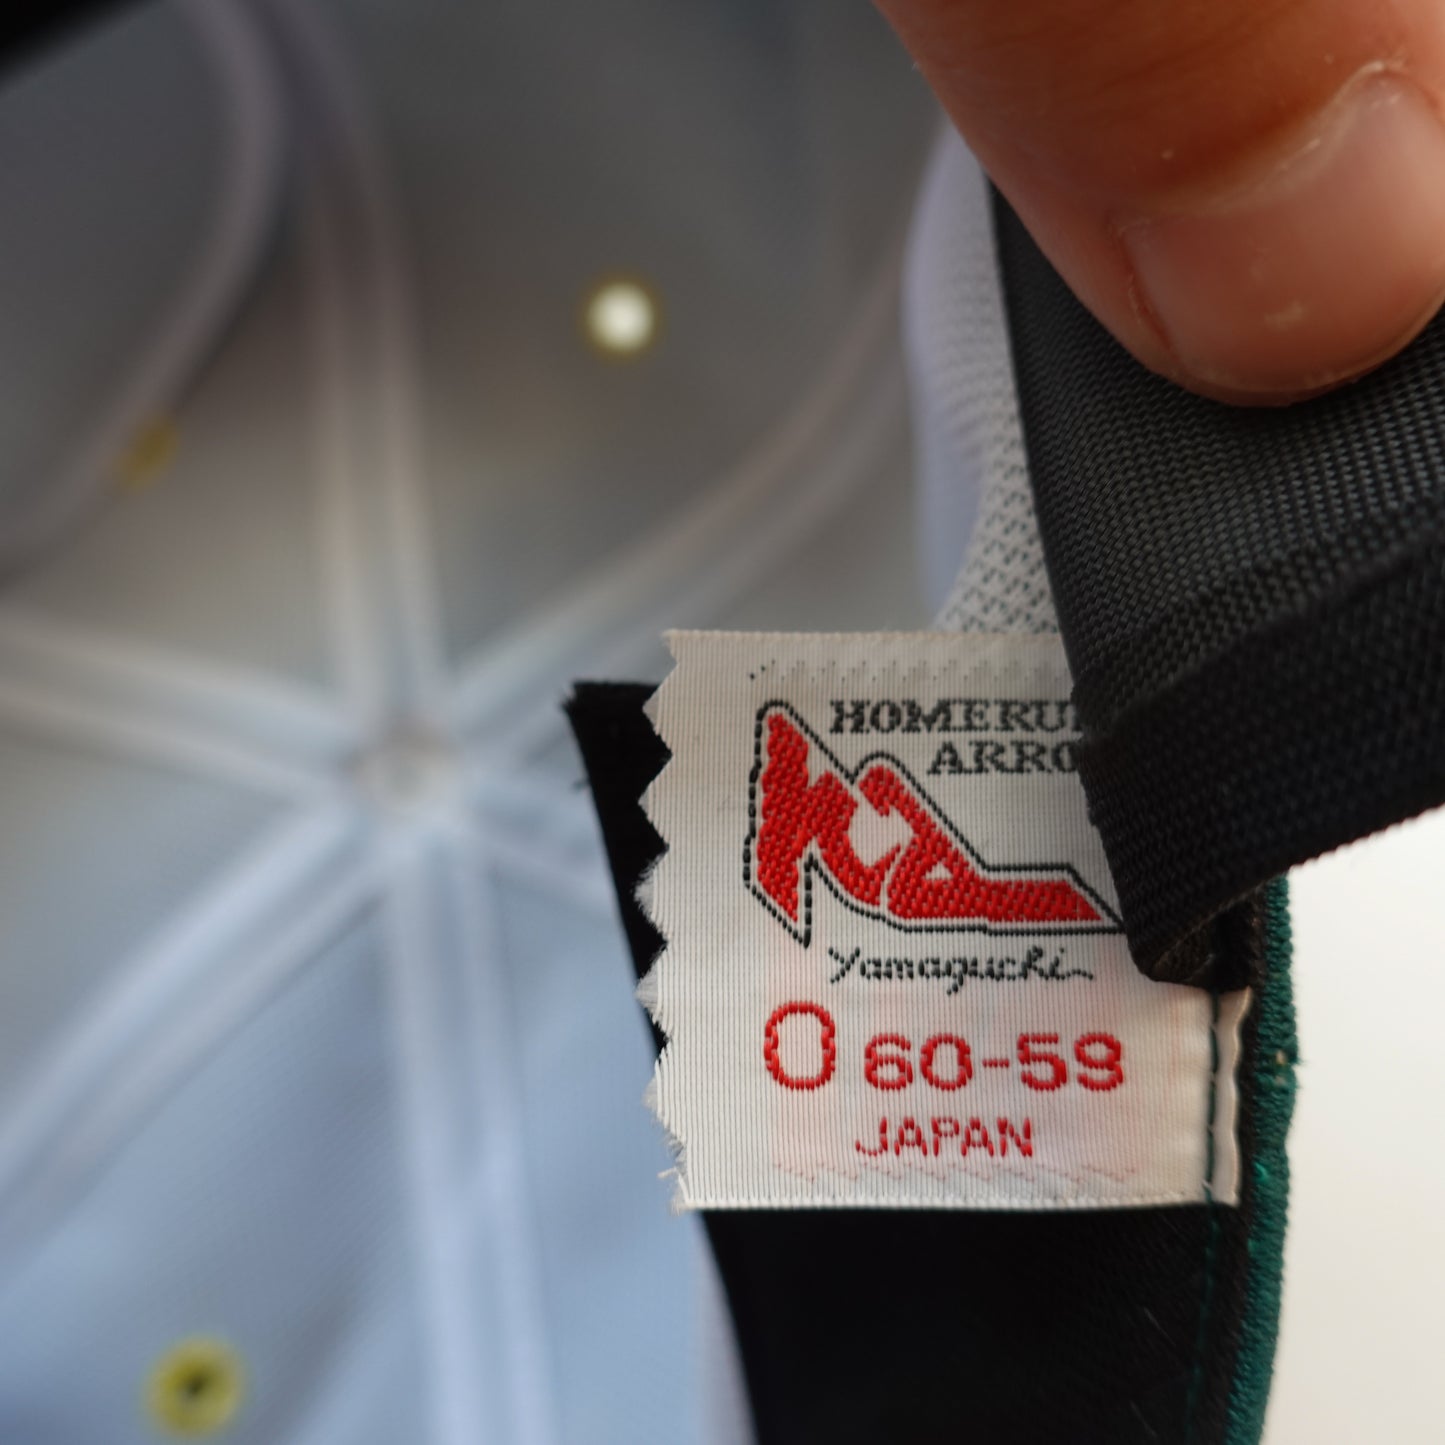 HOMERU
ARRO
Yamaguchi
O 60-59
JAPAN